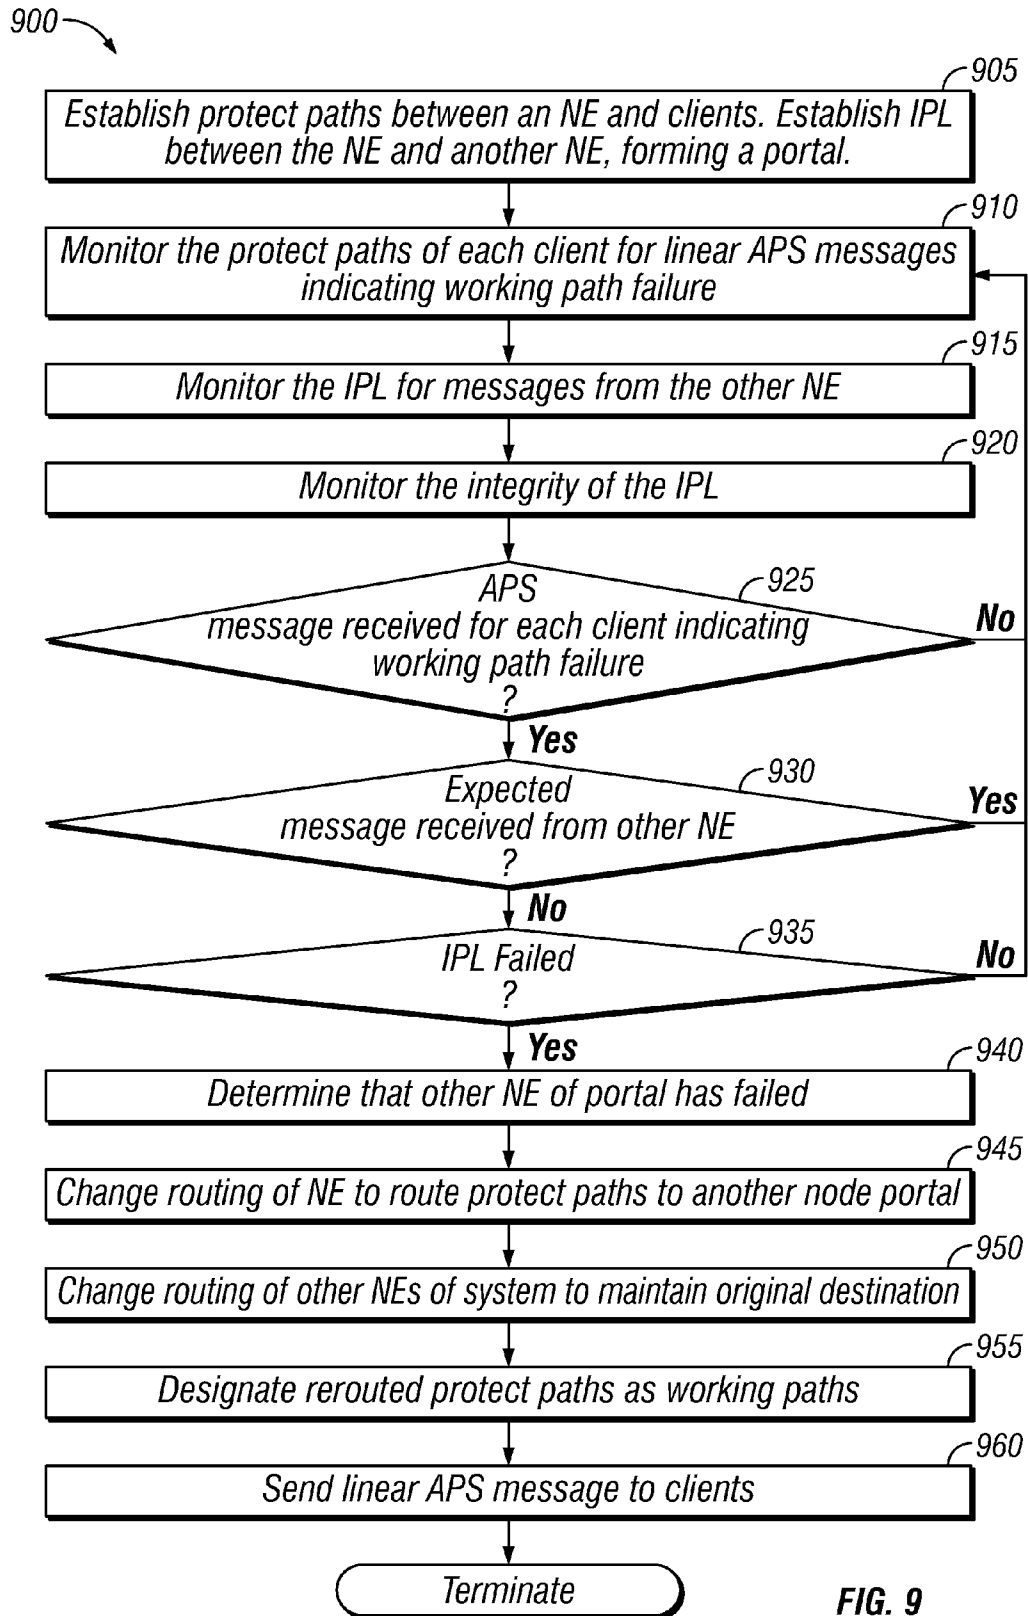 900
905
Establish protect paths between an NE and clients. Establish IPL
between the NE and another NE, forming a portal.
910
Monitor the protect paths of each client for linear APS messages
indicating working path failure
915
Monitor the IPL for messages from the other NE
920
Monitor the integrity of the IPL
925
APS
message received for each client indicating
working path failure
?
No
Yes
930
Expected
message received from other NE
?
Yes
No
935
IPL Failed
?
No
Yes
940
Determine that other NE of portal has failed
945
Change routing of NE to route protect paths to another node portal
950
Change routing of other NEs of system to maintain original destination
955
Designate rerouted protect paths as working paths
960
Send linear APS message to clients
Terminate
FIG. 9